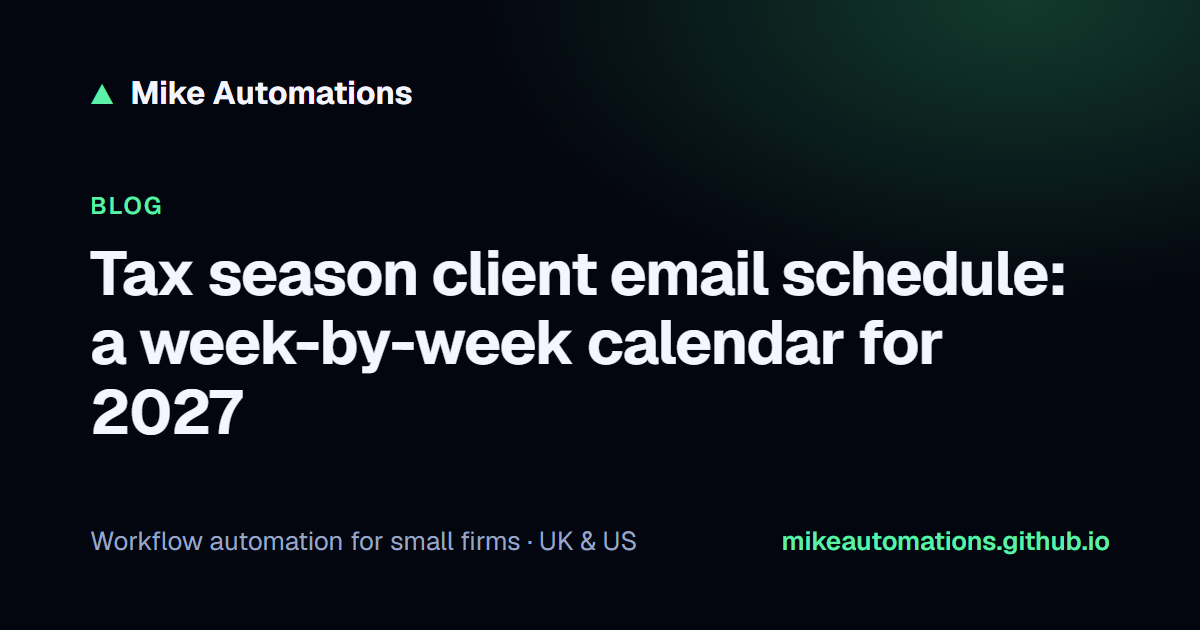 Mike Automations
BLOG
Tax season client email schedule:
a week-by-week calendar for
2027
Workflow automation for small firms · UK & US
mikeautomations.github.io